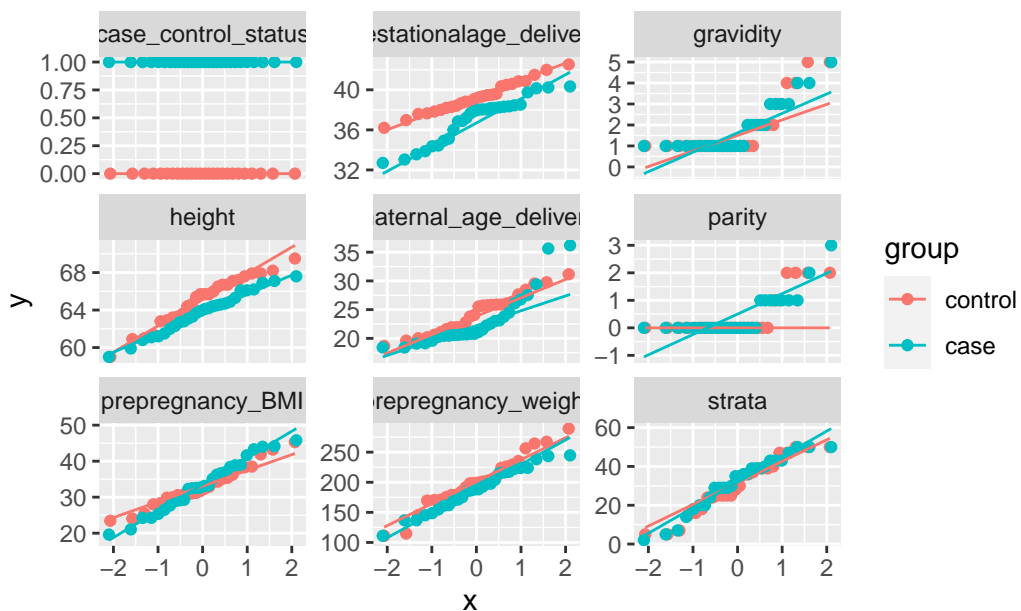 case_control_status
estationalage_delive
gravidity
1.00
0.75
0.50
0.25
0.00
40
36
32
5
4
3
2
1
0
height
aternal_age_deliver
parity
68
64
60
35
30
25
20
3
2
1
0
−1
prepregnancy_BMI
prepregnancy_weigh
strata
50
40
30
20
250
200
150
100
60
40
20
0
−2 −1 0 1 2
−2 −1 0 1 2
−2 −1 0 1 2
x
y
group
control
case